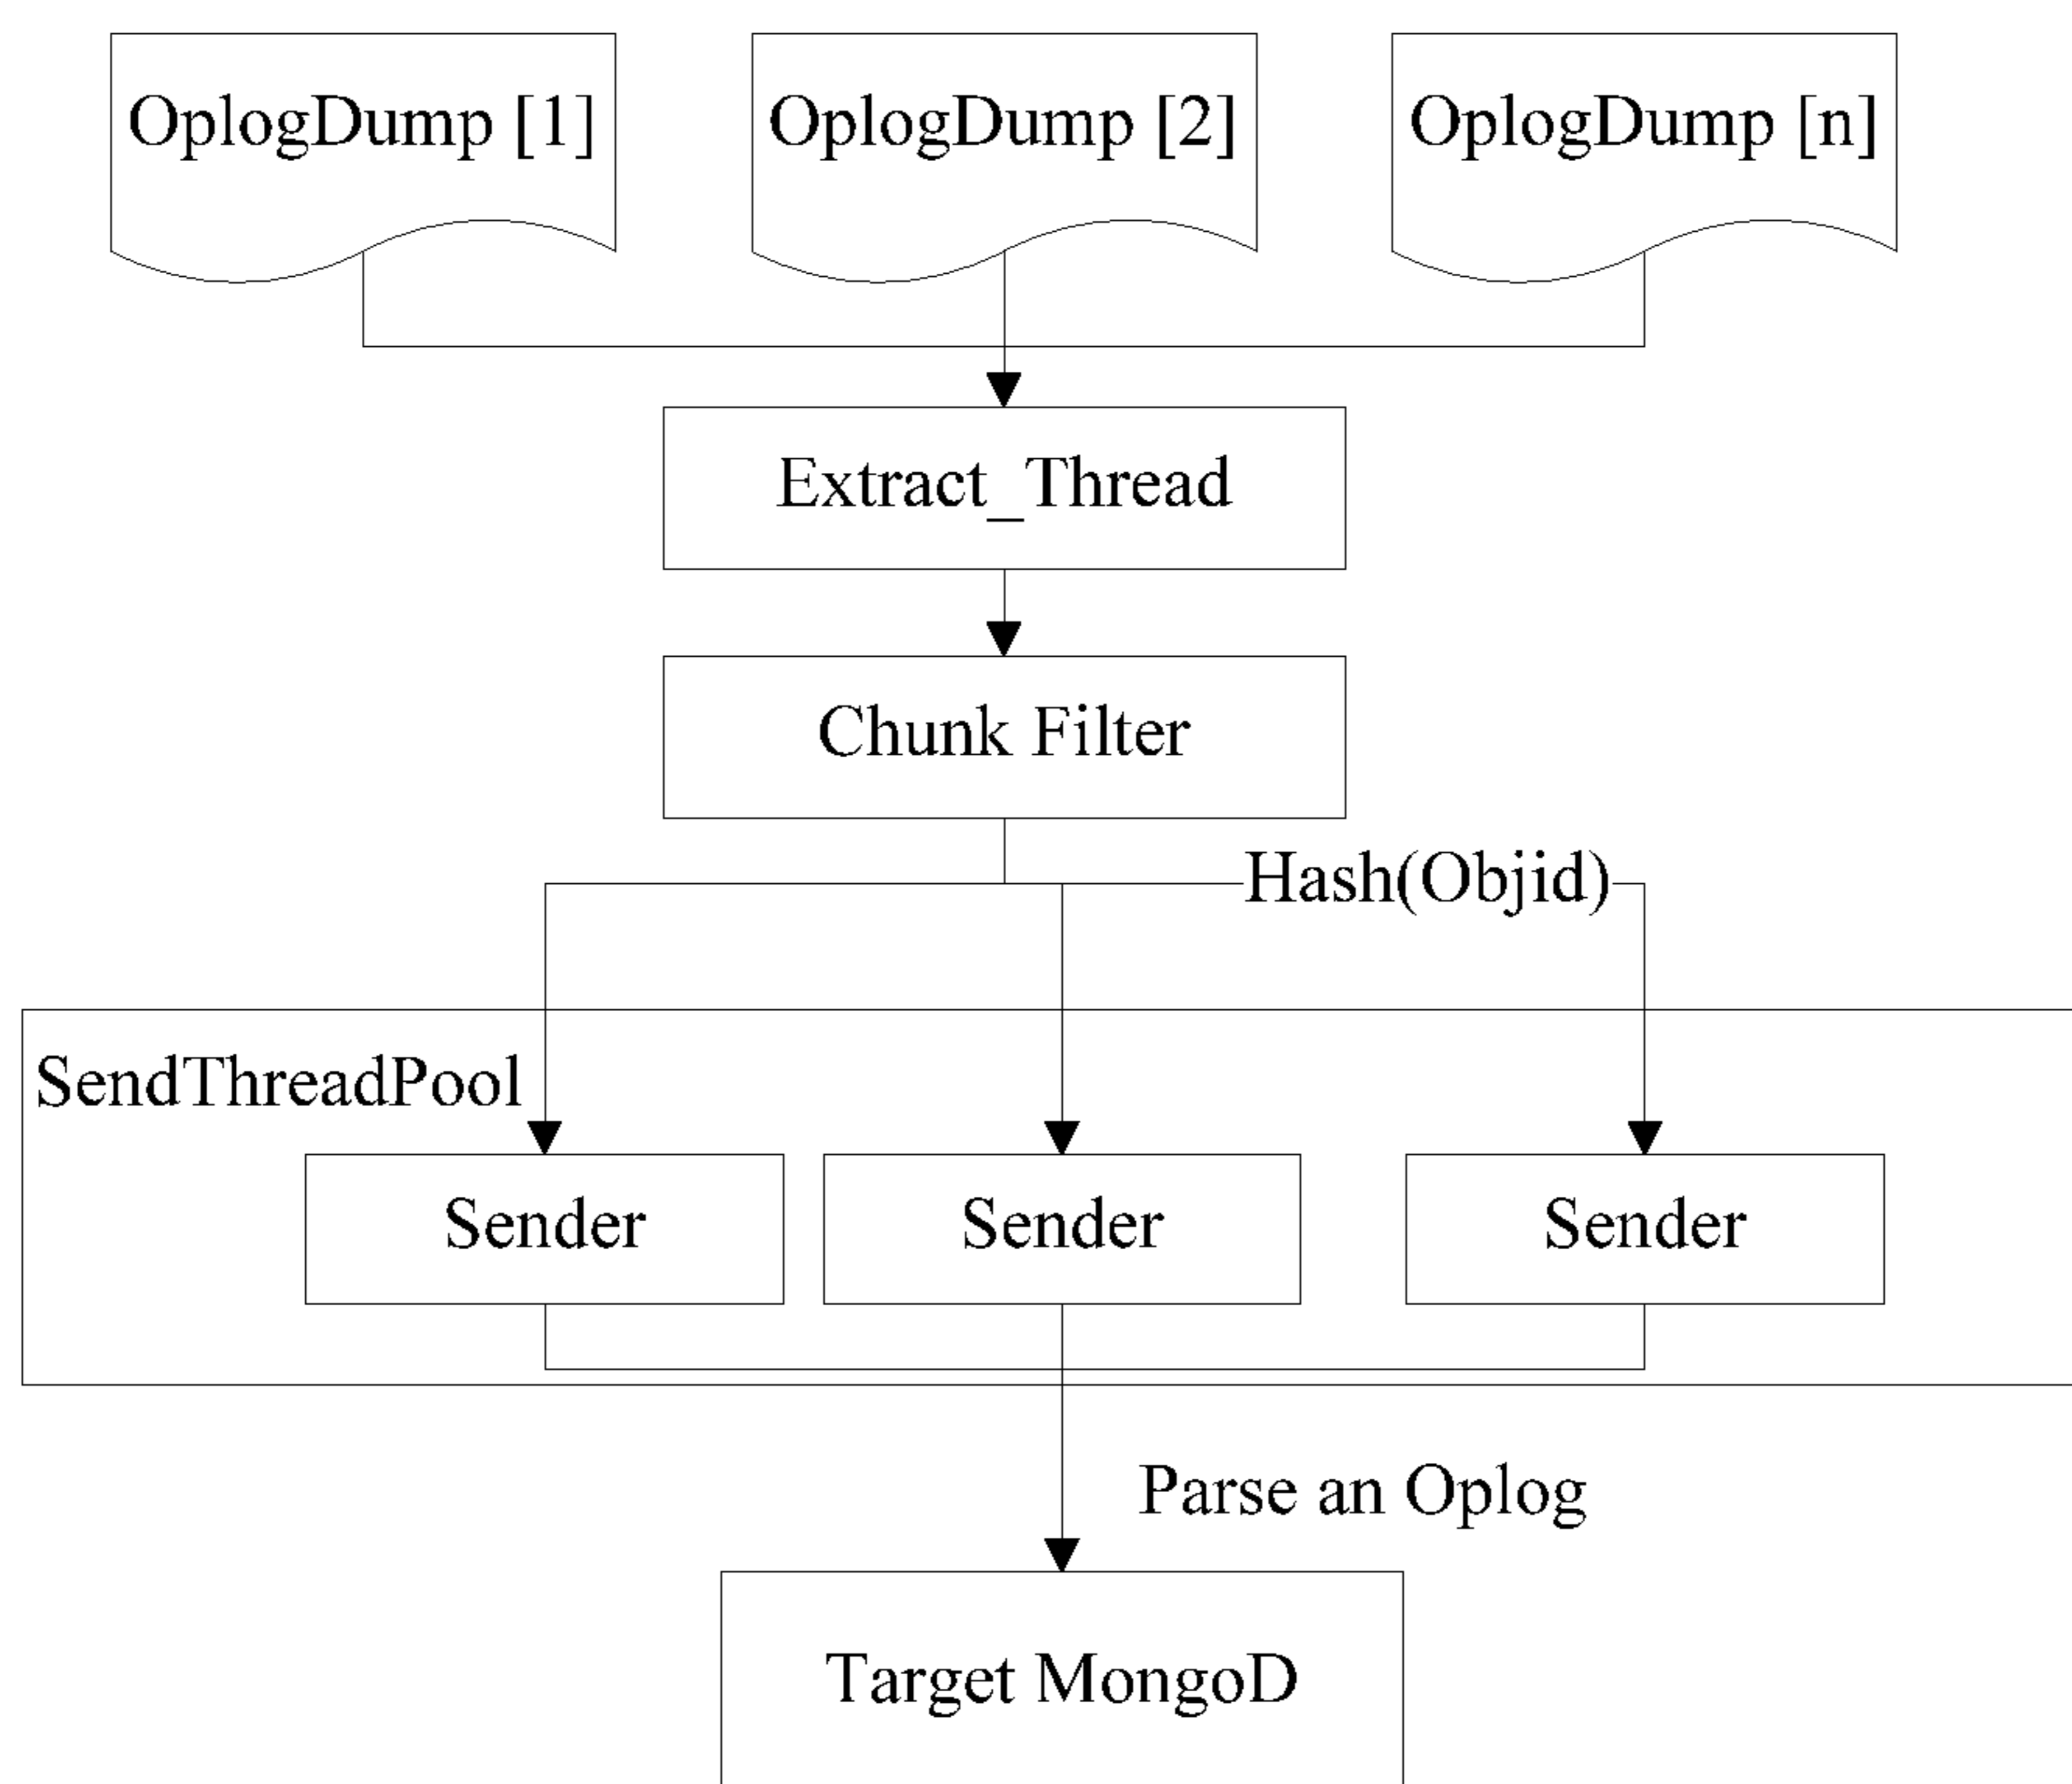 OplogDump [1]
OplogDump [2]
OplogDump [n]
Extract_Thread
Chunk Filter
Hash(Objid)
SendThreadPool
Sender
Sender
Sender
Parse an Oplog
Target MongoD